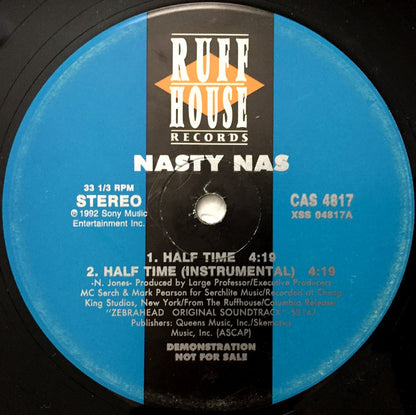 RUFF
HOUSE
RECORDS
NASTY NAS
33 1/3 RPM
STEREO
℗ 1992 Sony Music
Entertainment Inc.
CAS 4817
XSS 04817A
1. HALF TIME 4:19
2. HALF TIME (INSTRUMENTAL) 4:19
-N. Jones- Produced by Large Professor/Executive Producers
MC Serch & Mark Pearson for Serchlite Music/Recorded at Cheap
King Studios, New York/From The Ruffhouse/Columbia Release:
"ZEBRAHEAD ORIGINAL SOUNDTRACK"
Publishers: Queens Music, Inc./
Music, Inc. (ASCAP)
DEMONSTRATION
NOT FOR SALE